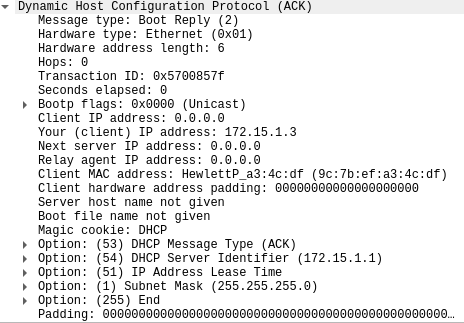 Dynamic Host Configuration Protocol (ACK)
Message type: Boot Reply (2)
Hardware type: Ethernet (0x01)
Hardware address length: 6
Hops: 0
Transaction ID: 0x5700857f
Seconds elapsed: 0
Bootp flags: 0x0000 (Unicast)
Client IP address: 0.0.0.0
Your (client) IP address: 172.15.1.3
Next server IP address: 0.0.0.0
Relay agent IP address: 0.0.0.0
Client MAC address: HewlettP_a3:4c:df (9c:7b:ef:a3:4c:df)
Client hardware address padding: 00000000000000000000
Server host name not given
Boot file name not given
Magic cookie: DHCP
Option: (53) DHCP Message Type (ACK)
Option: (54) DHCP Server Identifier (172.15.1.1)
Option: (51) IP Address Lease Time
Option: (1) Subnet Mask (255.255.255.0)
Option: (255) End
Padding: 000000000000000000000000000000000000000000000000…